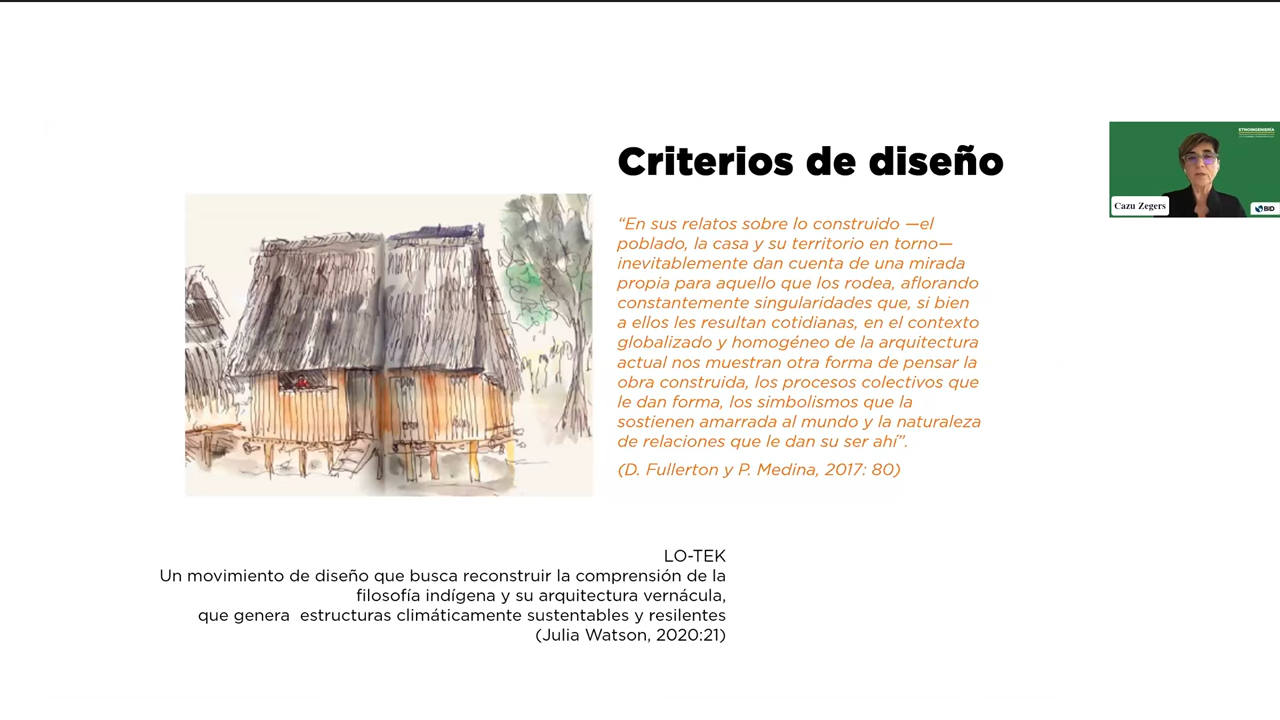 Criterios de diseño
“En sus relatos sobre lo construido —el
poblado, la casa y su territorio en torno—
inevitablemente dan cuenta de una mirada
propia para aquello que los rodea, aflorando
constantemente singularidades que, si bien
a ellos les resultan cotidianas, en el contexto
globalizado y homogéneo de la arquitectura
actual nos muestran otra forma de pensar la
obra construida, los procesos colectivos que
le dan forma, los simbolismos que la
sostienen amarrada al mundo y la naturaleza
de relaciones que le dan su ser ahí”.
(D. Fullerton y P. Medina, 2017: 80)
LO-TEK
Un movimiento de diseño que busca reconstruir la comprensión de la
filosofía indígena y su arquitectura vernácula,
que genera  estructuras climáticamente sustentables y resilentes
(Julia Watson, 2020:21)
ETNOINGENIERÍA
Cazu Zegers
BID